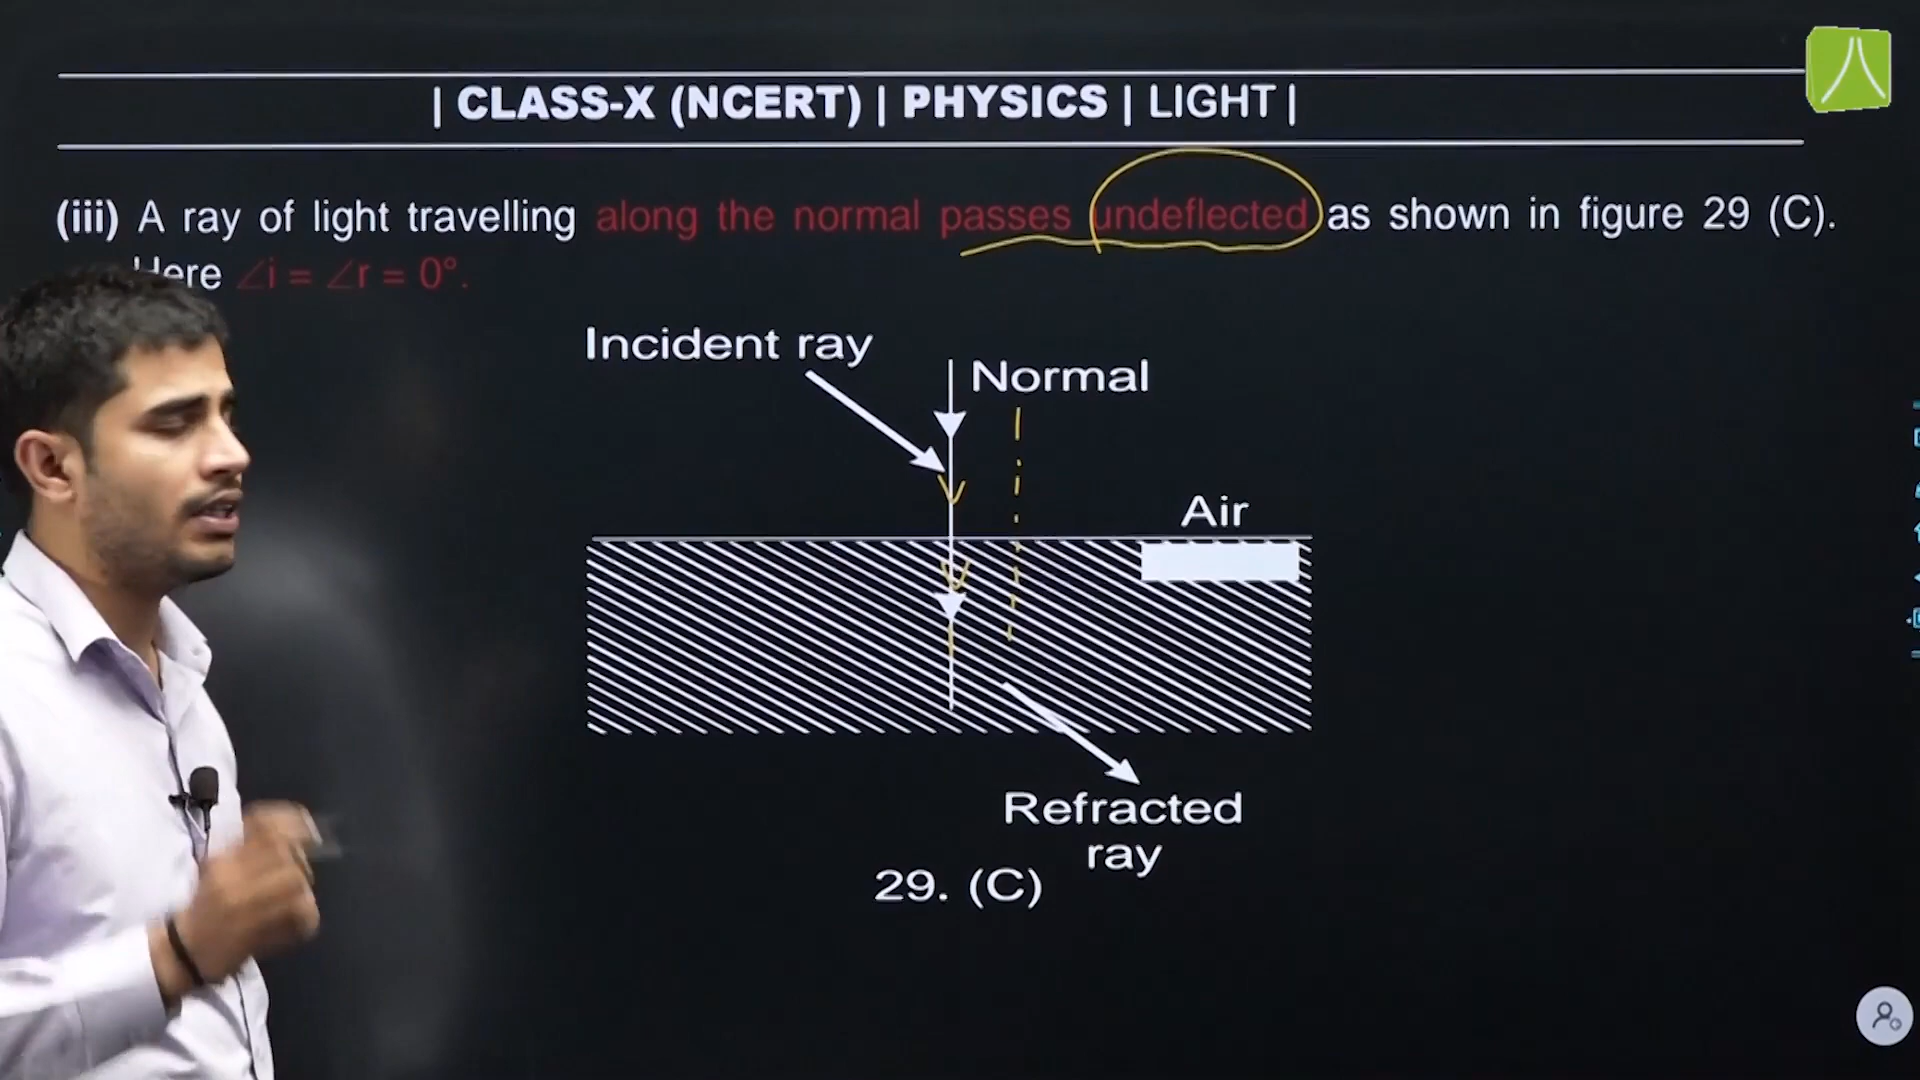 | CLASS-X (NCERT) | PHYSICS | LIGHT |
(iii) A ray of light travelling along the normal passes undeflected as shown in figure 29 (C).
Here ∠i = ∠r = 0°.
Incident ray
Normal
Air
Refracted
ray
29. (C)